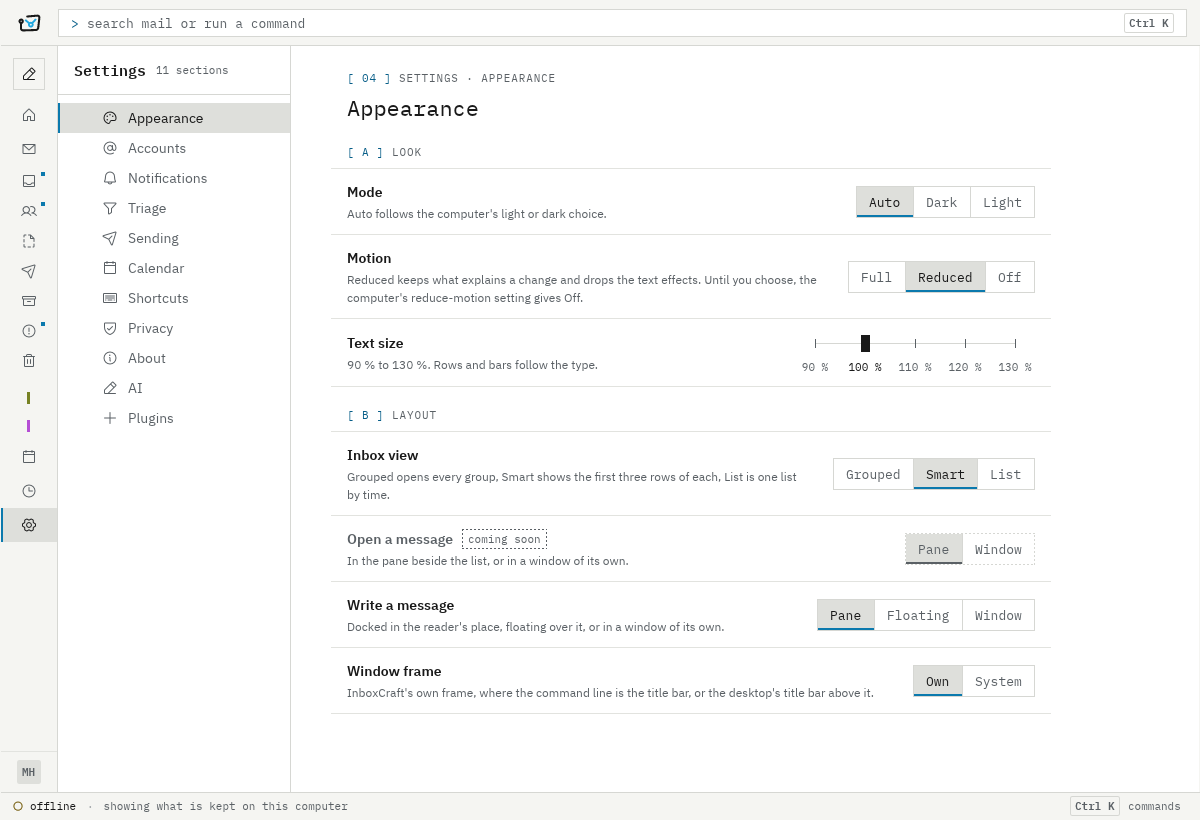 > search mail or run a command Ctrl K
Settings 11 sections
Appearance
Accounts
Notifications
Triage
Sending
Calendar
Shortcuts
Privacy
About
AI
Plugins
MH
[ 04 ] SETTINGS · APPEARANCE
Appearance
[ A ] LOOK
Mode
Auto follows the computer's light or dark choice.
Auto Dark Light
Motion
Reduced keeps what explains a change and drops the text effects. Until you choose, the
computer's reduce-motion setting gives Off.
Full Reduced Off
Text size
90 % to 130 %. Rows and bars follow the type.
90 % 100 % 110 % 120 % 130 %
[ B ] LAYOUT
Inbox view
Grouped opens every group, Smart shows the first three rows of each, List is one list
by time.
Grouped Smart List
Open a message coming soon
In the pane beside the list, or in a window of its own.
Pane Window
Write a message
Docked in the reader's place, floating over it, or in a window of its own.
Pane Floating Window
Window frame
InboxCraft's own frame, where the command line is the title bar, or the desktop's title bar above it.
Own System
offline · showing what is kept on this computer
Ctrl K commands